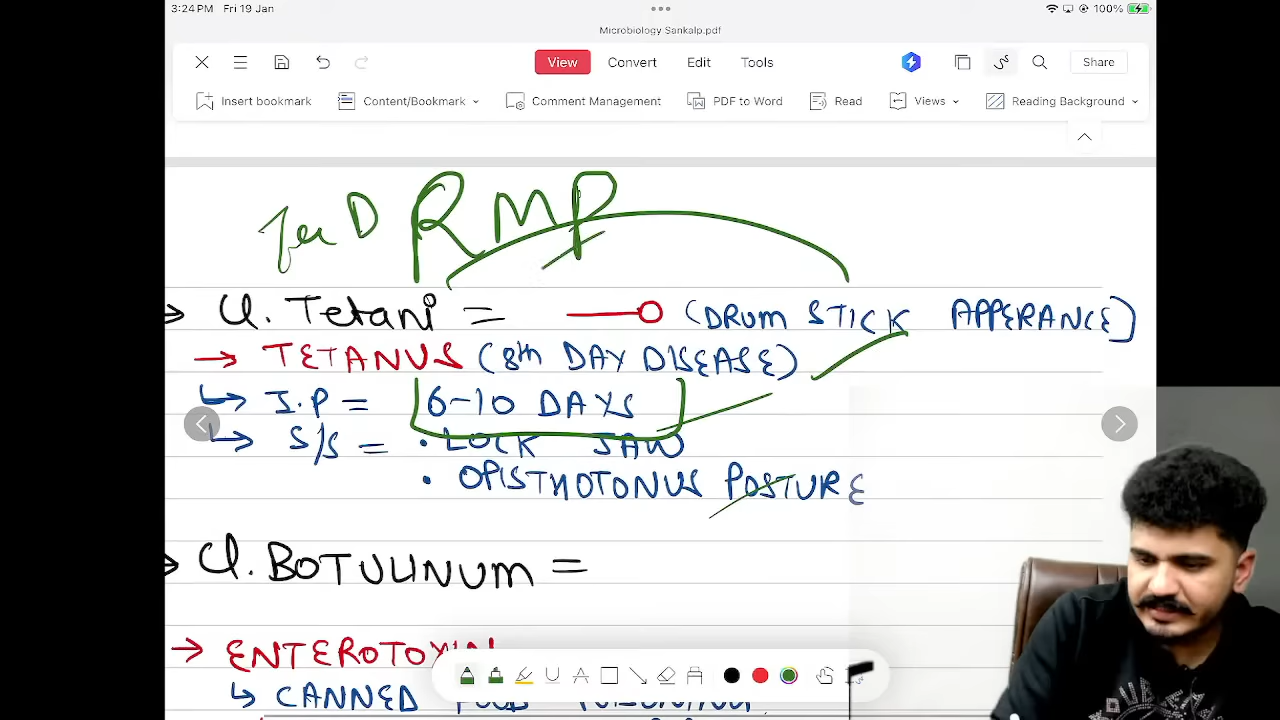 3:24 PM Fri 19 Jan
100%
Microbiology Sankalp.pdf
View Convert Edit Tools Share
Insert bookmark Content/Bookmark Comment Management PDF to Word Read Views Reading Background
D RMP
→ Cl. Tetani = (DRUM STICK APPERANCE)
→ TETANUS (8th DAY DISEASE)
↳ I.P = 6-10 DAYS
↳ S/S = • LOCK JAW
• OPISTHOTONUS POSTURE
→ Cl. BOTULINUM =
→ ENTEROTOXIN
↳ CANNED